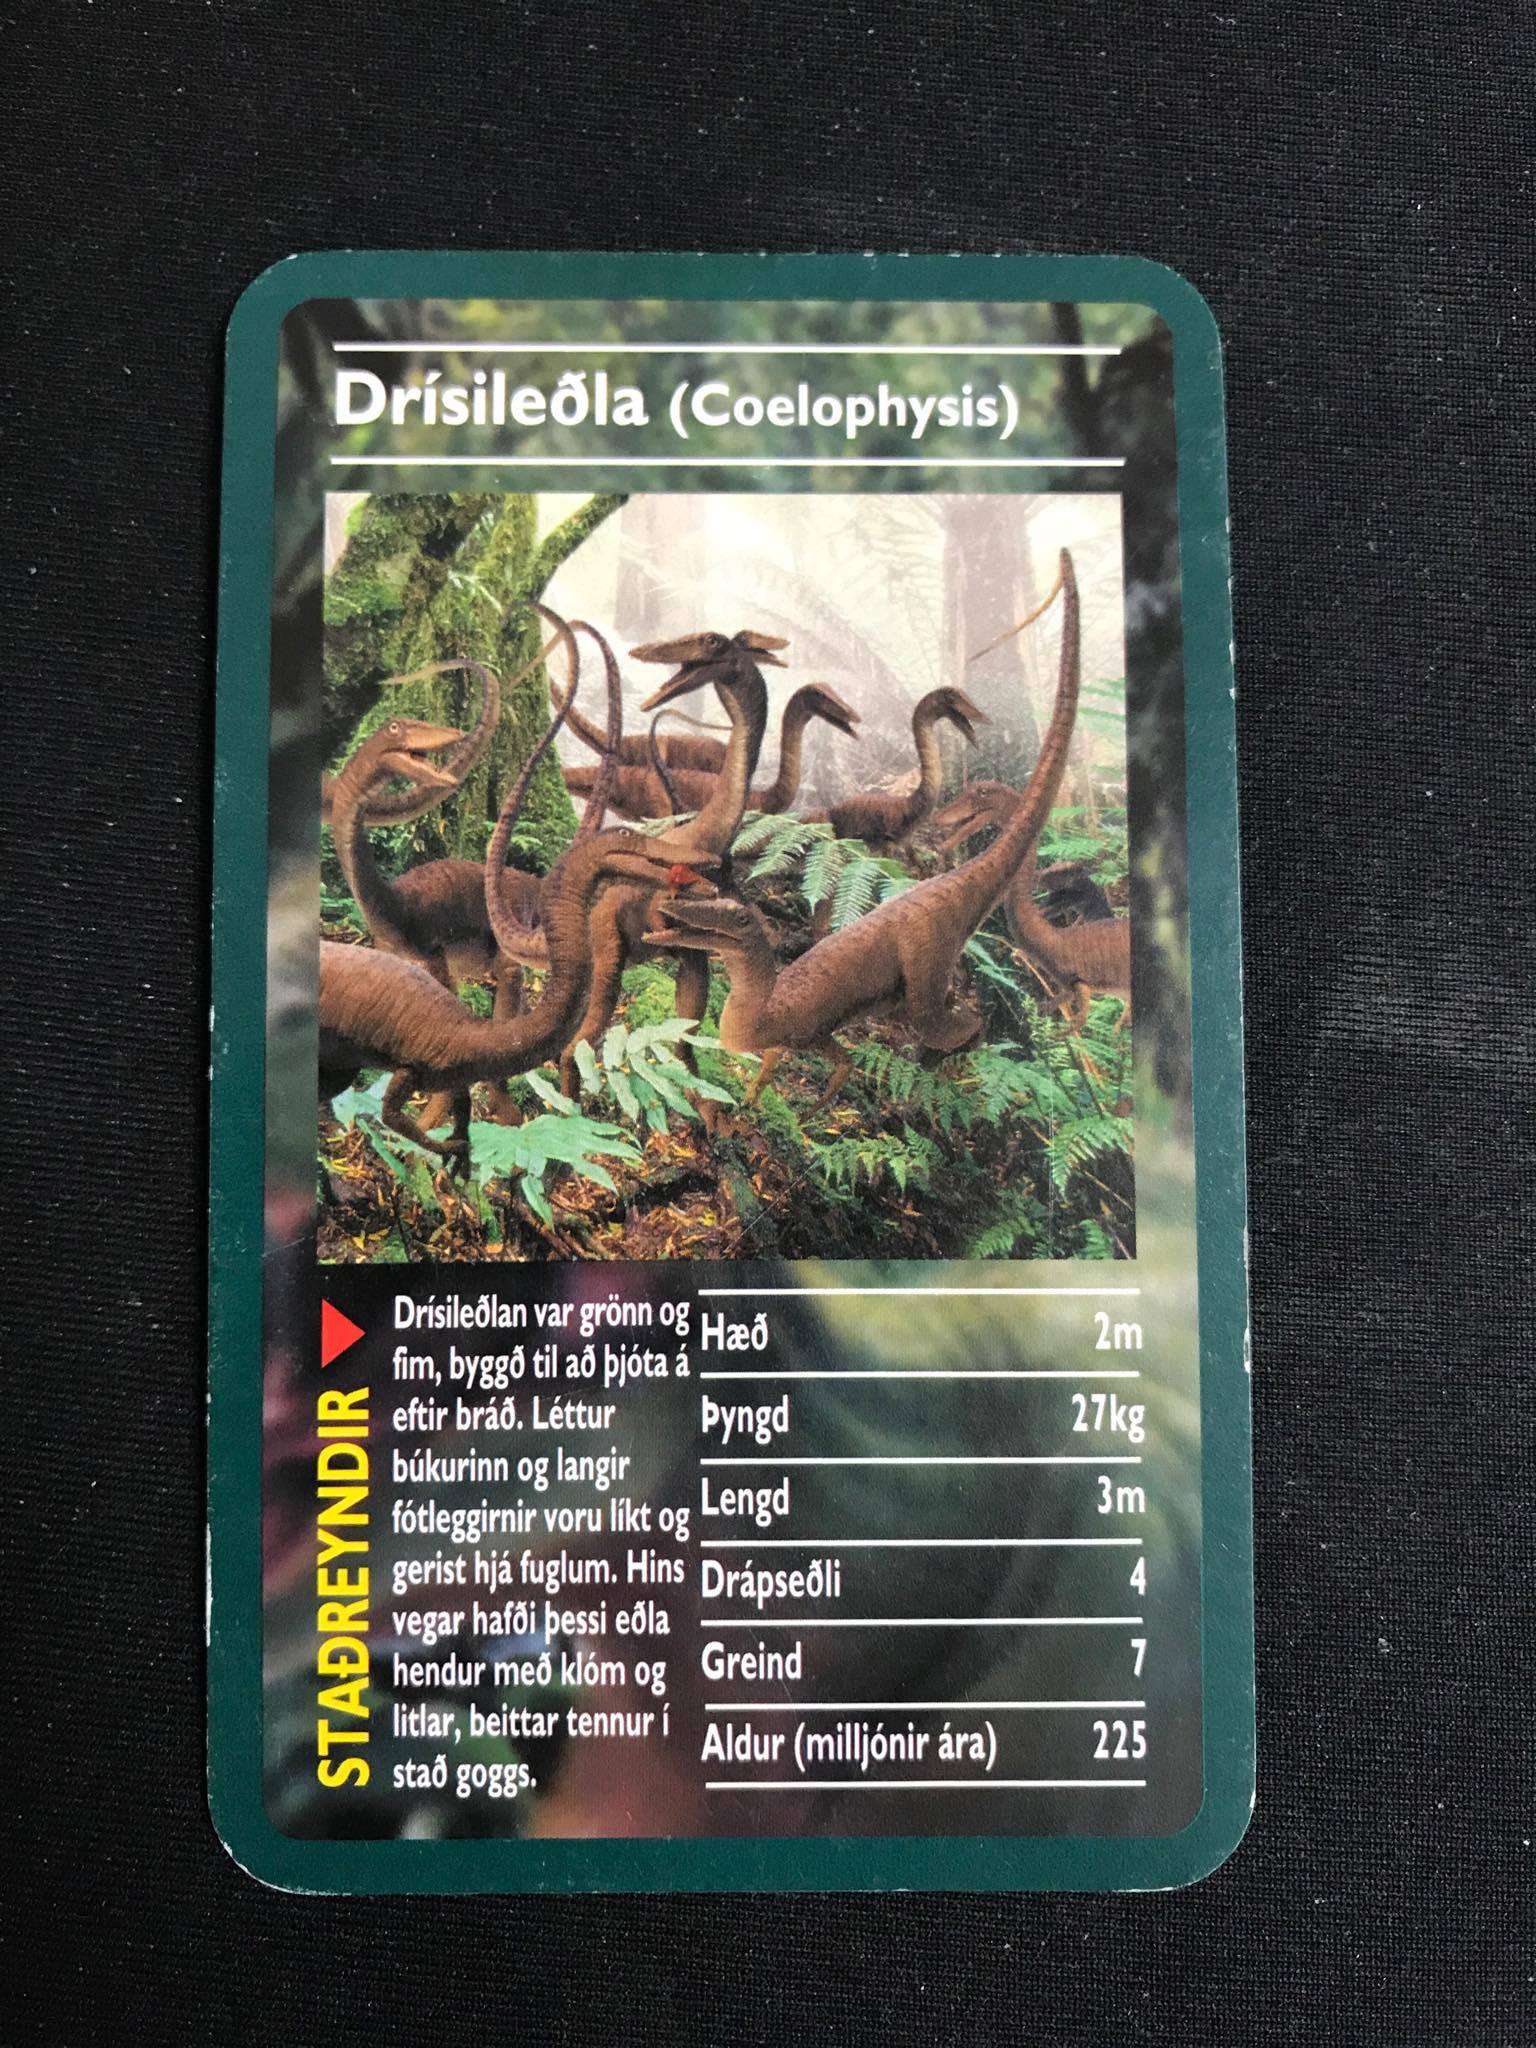 Drísileðla (Coelophysis)
STAÐREYNDIR
Drísileðlan var grönn og
fim, byggð til að þjóta á
eftir bráð. Léttur
búkurinn og langir
fótleggirnir voru líkt og
gerist hjá fuglum. Hins
vegar hafði þessi eðla
hendur með klóm og
litlar, beittar tennur í
stað goggs.
Hæð 2m
Þyngd 27kg
Lengd 3m
Drápseðli 4
Greind 7
Aldur (milljónir ára) 225